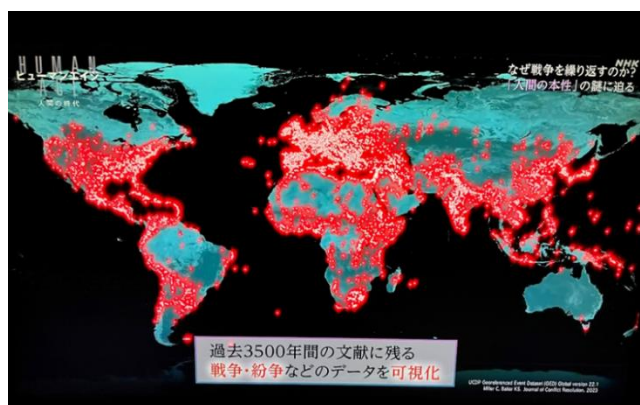 HUMAN
AGE
ヒューマンエイジ
人間の時代
NHK
なぜ戦争を繰り返すのか?
「人間の本性」の謎に迫る
過去3500年間の文献に残る
戦争・紛争などのデータを可視化
UCDP Georeferenced Event Dataset (GED) Global version 22.1
Miller C, Bakar KS. Journal of Conflict Resolution. 2023